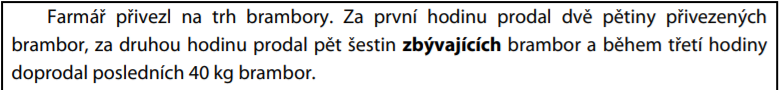 Farmář přivezl na trh brambory. Za první hodinu prodal dvě pětiny přivezených
brambor, za druhou hodinu prodal pět šestin zbývajících brambor a během třetí hodiny
doprodal posledních 40 kg brambor.